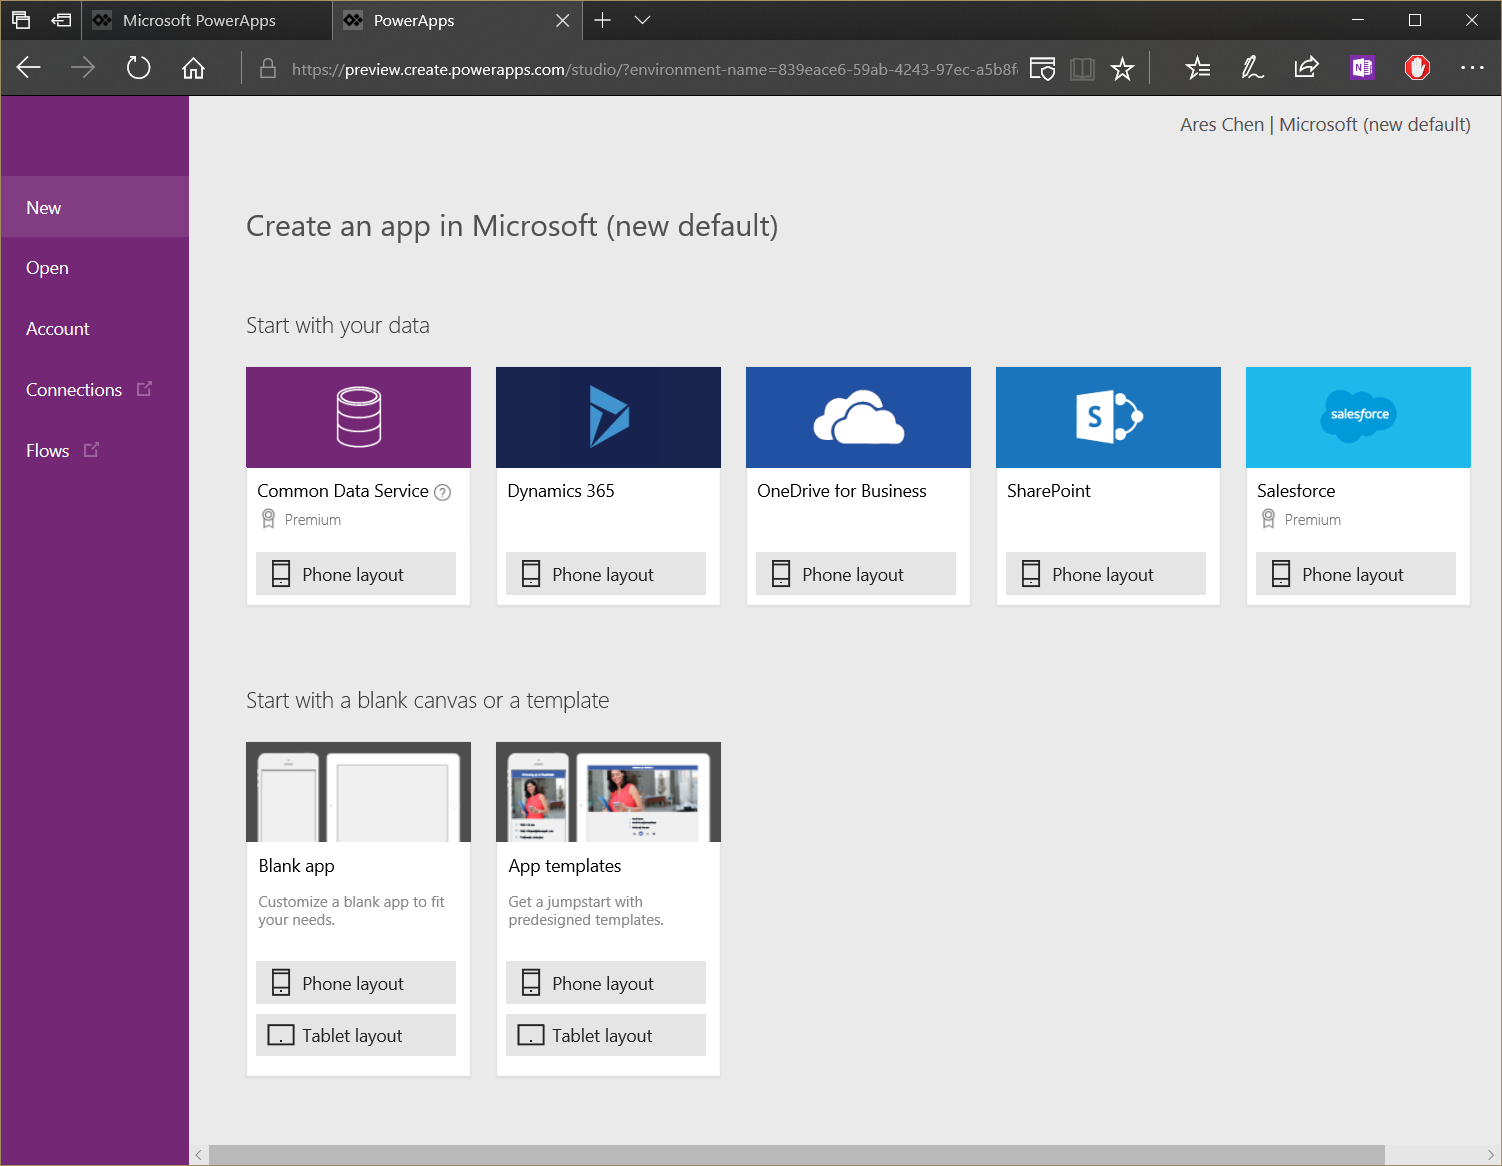 Microsoft PowerApps
PowerApps
https://preview.create.powerapps.com/studio/?environment-name=839eace6-59ab-4243-97ec-a5b8f
N
Ares Chen | Microsoft (new default)
New
Open
Account
Connections
Flows
Create an app in Microsoft (new default)
Start with your data
S
salesforce
Common Data Service ?
Premium
Phone layout
Dynamics 365
Phone layout
OneDrive for Business
Phone layout
SharePoint
Phone layout
Salesforce
Premium
Phone layout
Start with a blank canvas or a template
Blank app
Customize a blank app to fit
your needs.
Phone layout
Tablet layout
App templates
Get a jumpstart with
predesigned templates.
Phone layout
Tablet layout